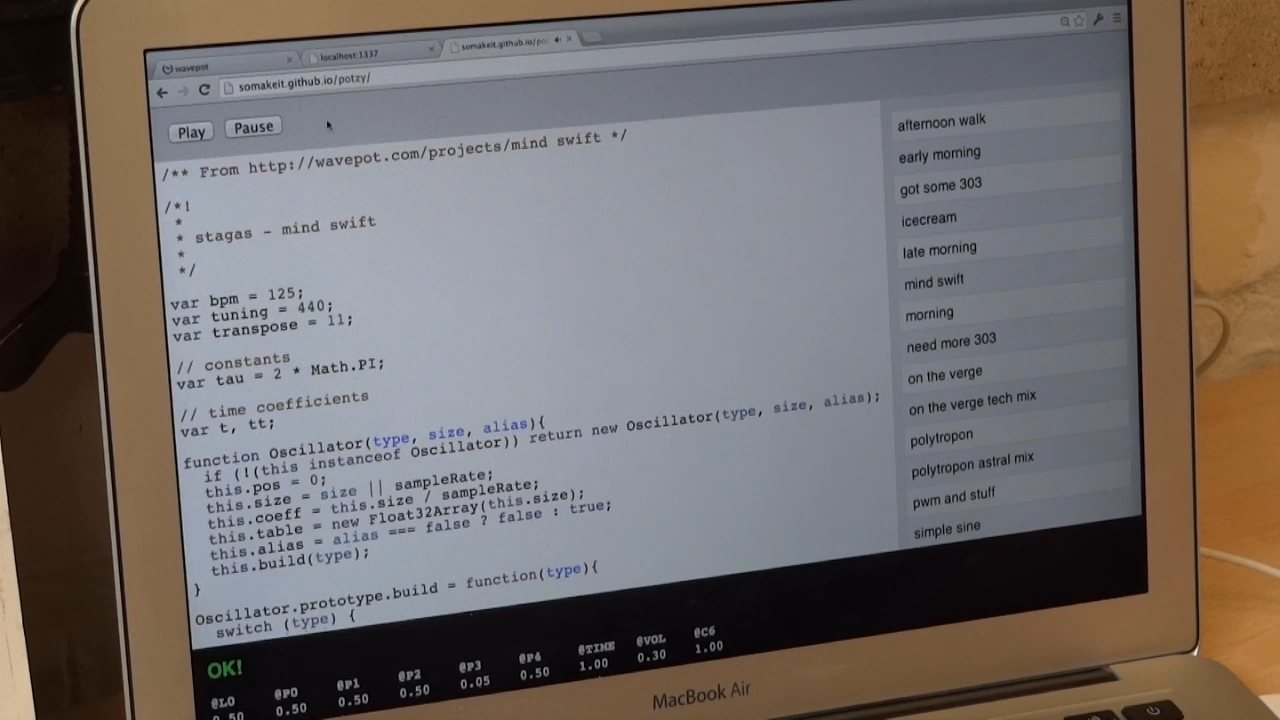 wavepot
localhost:1337
somakeit.github.io/po
somakeit.github.io/potzy/
Play
Pause
/** From http://wavepot.com/projects/mind swift */
/*!
*
* stagas - mind swift
*
*/
var bpm = 125;
var tuning = 440;
var transpose = 11;
// constants
var tau = 2 * Math.PI;
// time coefficients
var t, tt;
function Oscillator(type, size, alias){
if (!(this instanceof Oscillator)) return new Oscillator(type, size, alias);
this.pos = 0;
this.size = size || sampleRate;
this.coeff = this.size / sampleRate;
this.table = new Float32Array(this.size);
this.alias = alias === false ? false : true;
this.build(type);
}
Oscillator.prototype.build = function(type){
switch (type) {
afternoon walk
early morning
got some 303
icecream
late morning
mind swift
morning
need more 303
on the verge
on the verge tech mix
polytropon
polytropon astral mix
pwm and stuff
simple sine
OK!
@L0 @P0 @P1 @P2 @P3 @P4 @TIME @VOL @C6
0.50 0.50 0.50 0.50 0.05 0.50 1.00 0.30 1.00
MacBook Air